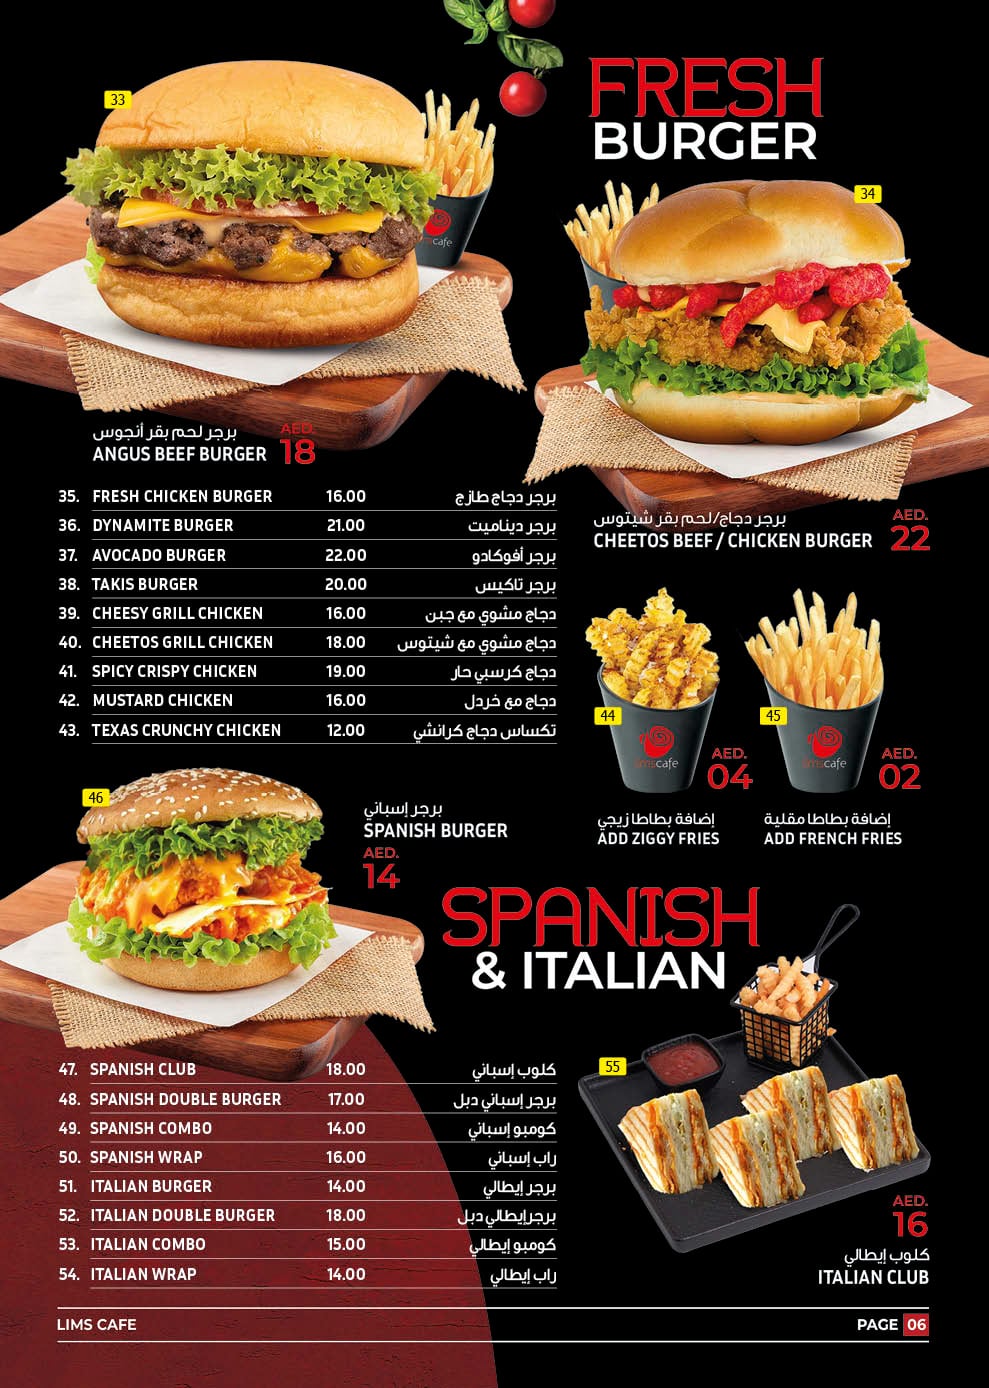 FRESH
BURGER
33
34
limscafe
برجر لحم بقر أنجوس
ANGUS BEEF BURGER
AED.
18
برجر دجاج/لحم بقر شيتوس
CHEETOS BEEF / CHICKEN BURGER
AED.
22
35. FRESH CHICKEN BURGER 16.00 برجر دجاج طازج
36. DYNAMITE BURGER 21.00 برجر ديناميت
37. AVOCADO BURGER 22.00 برجر أفوكادو
38. TAKIS BURGER 20.00 برجر تاكيس
39. CHEESY GRILL CHICKEN 16.00 دجاج مشوي مع جبن
40. CHEETOS GRILL CHICKEN 18.00 دجاج مشوي مع شيتوس
41. SPICY CRISPY CHICKEN 19.00 دجاج كرسبي حار
42. MUSTARD CHICKEN 16.00 دجاج مع خردل
43. TEXAS CRUNCHY CHICKEN 12.00 تكساس دجاج كرانشي
44
limscafe
AED.
04
إضافة بطاطا زيجي
ADD ZIGGY FRIES
45
limscafe
AED.
02
إضافة بطاطا مقلية
ADD FRENCH FRIES
46
برجر إسباني
SPANISH BURGER
AED.
14
SPANISH
& ITALIAN
47. SPANISH CLUB 18.00 كلوب إسباني
48. SPANISH DOUBLE BURGER 17.00 برجر إسباني دبل
49. SPANISH COMBO 14.00 كومبو إسباني
50. SPANISH WRAP 16.00 راب إسباني
51. ITALIAN BURGER 14.00 برجر إيطالي
52. ITALIAN DOUBLE BURGER 18.00 برجرإيطالي دبل
53. ITALIAN COMBO 15.00 كومبو إيطالي
54. ITALIAN WRAP 14.00 راب إيطالي
55
AED.
16
كلوب إيطالي
ITALIAN CLUB
LIMS CAFE
PAGE 06